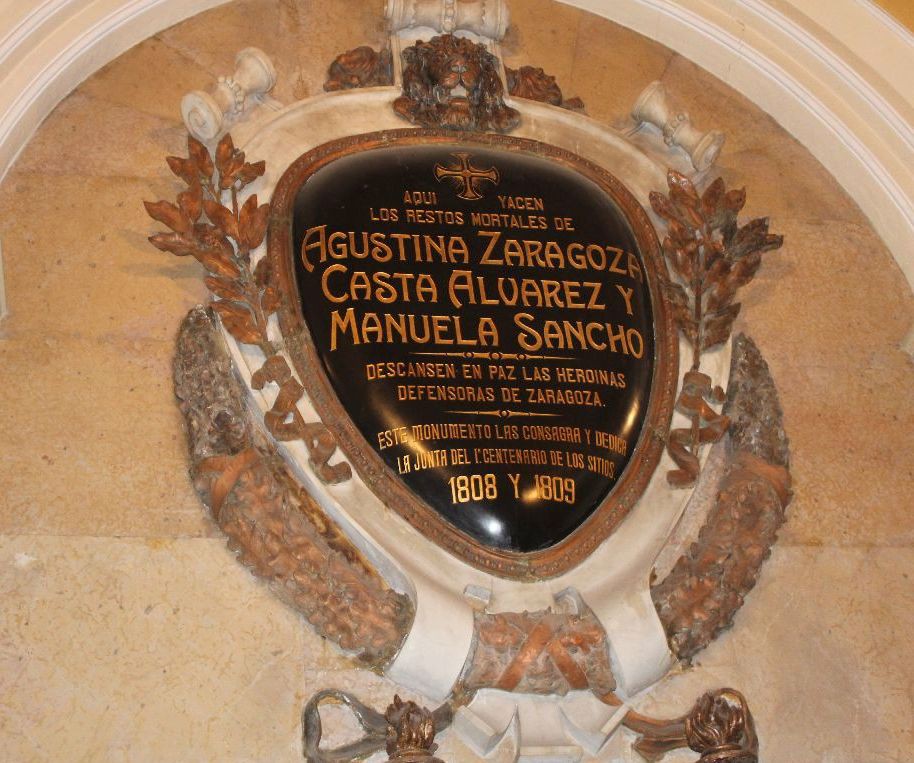 AQUI YACEN
LOS RESTOS MORTALES DE
AGUSTINA ZARAGOZA
CASTA ALVAREZ Y
MANUELA SANCHO
DESCANSEN EN PAZ LAS HEROINAS
DEFENSORAS DE ZARAGOZA.
ESTE MONUMENTO LAS CONSAGRA Y DEDICA
LA JUNTA DEL 1º CENTENARIO DE LOS SITIOS
1808 Y 1809